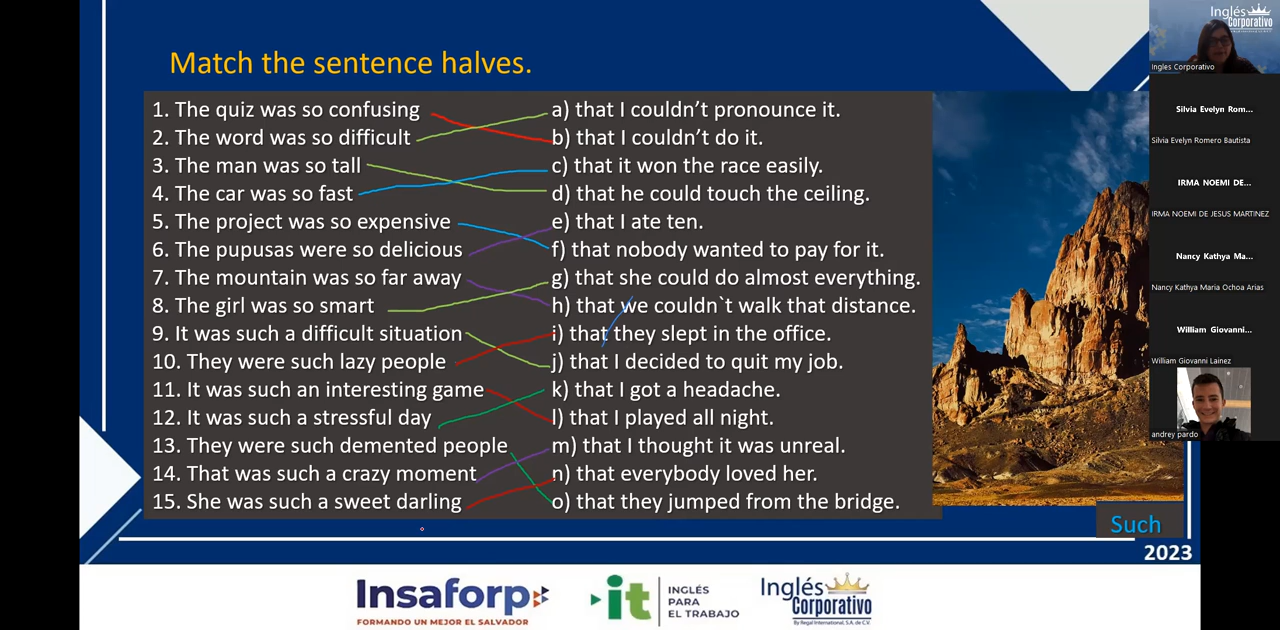 Match the sentence halves.
1. The quiz was so confusing
2. The word was so difficult
3. The man was so tall
4. The car was so fast
5. The project was so expensive
6. The pupusas were so delicious
7. The mountain was so far away
8. The girl was so smart
9. It was such a difficult situation
10. They were such lazy people
11. It was such an interesting game
12. It was such a stressful day
13. They were such demented people
14. That was such a crazy moment
15. She was such a sweet darling
a) that I couldn’t pronounce it.
b) that I couldn’t do it.
c) that it won the race easily.
d) that he could touch the ceiling.
e) that I ate ten.
f) that nobody wanted to pay for it.
g) that she could do almost everything.
h) that we couldn`t walk that distance.
i) that they slept in the office.
j) that I decided to quit my job.
k) that I got a headache.
l) that I played all night.
m) that I thought it was unreal.
n) that everybody loved her.
o) that they jumped from the bridge.
Such
2023
Insaforp
FORMANDO UN MEJOR EL SALVADOR
it
INGLÉS
PARA
EL TRABAJO
Inglés
Corporativo
By Regal International, S.A. de C.V.
Inglés
Corporativo
Ingles Corporativo
Silvia Evelyn Rom...
Silvia Evelyn Romero Bautista
IRMA NOEMI DE...
IRMA NOEMI DE JESUS MARTINEZ
Nancy Kathya Ma...
Nancy Kathya Maria Ochoa Arias
William Giovanni...
William Giovanni Lainez
andrey pardo